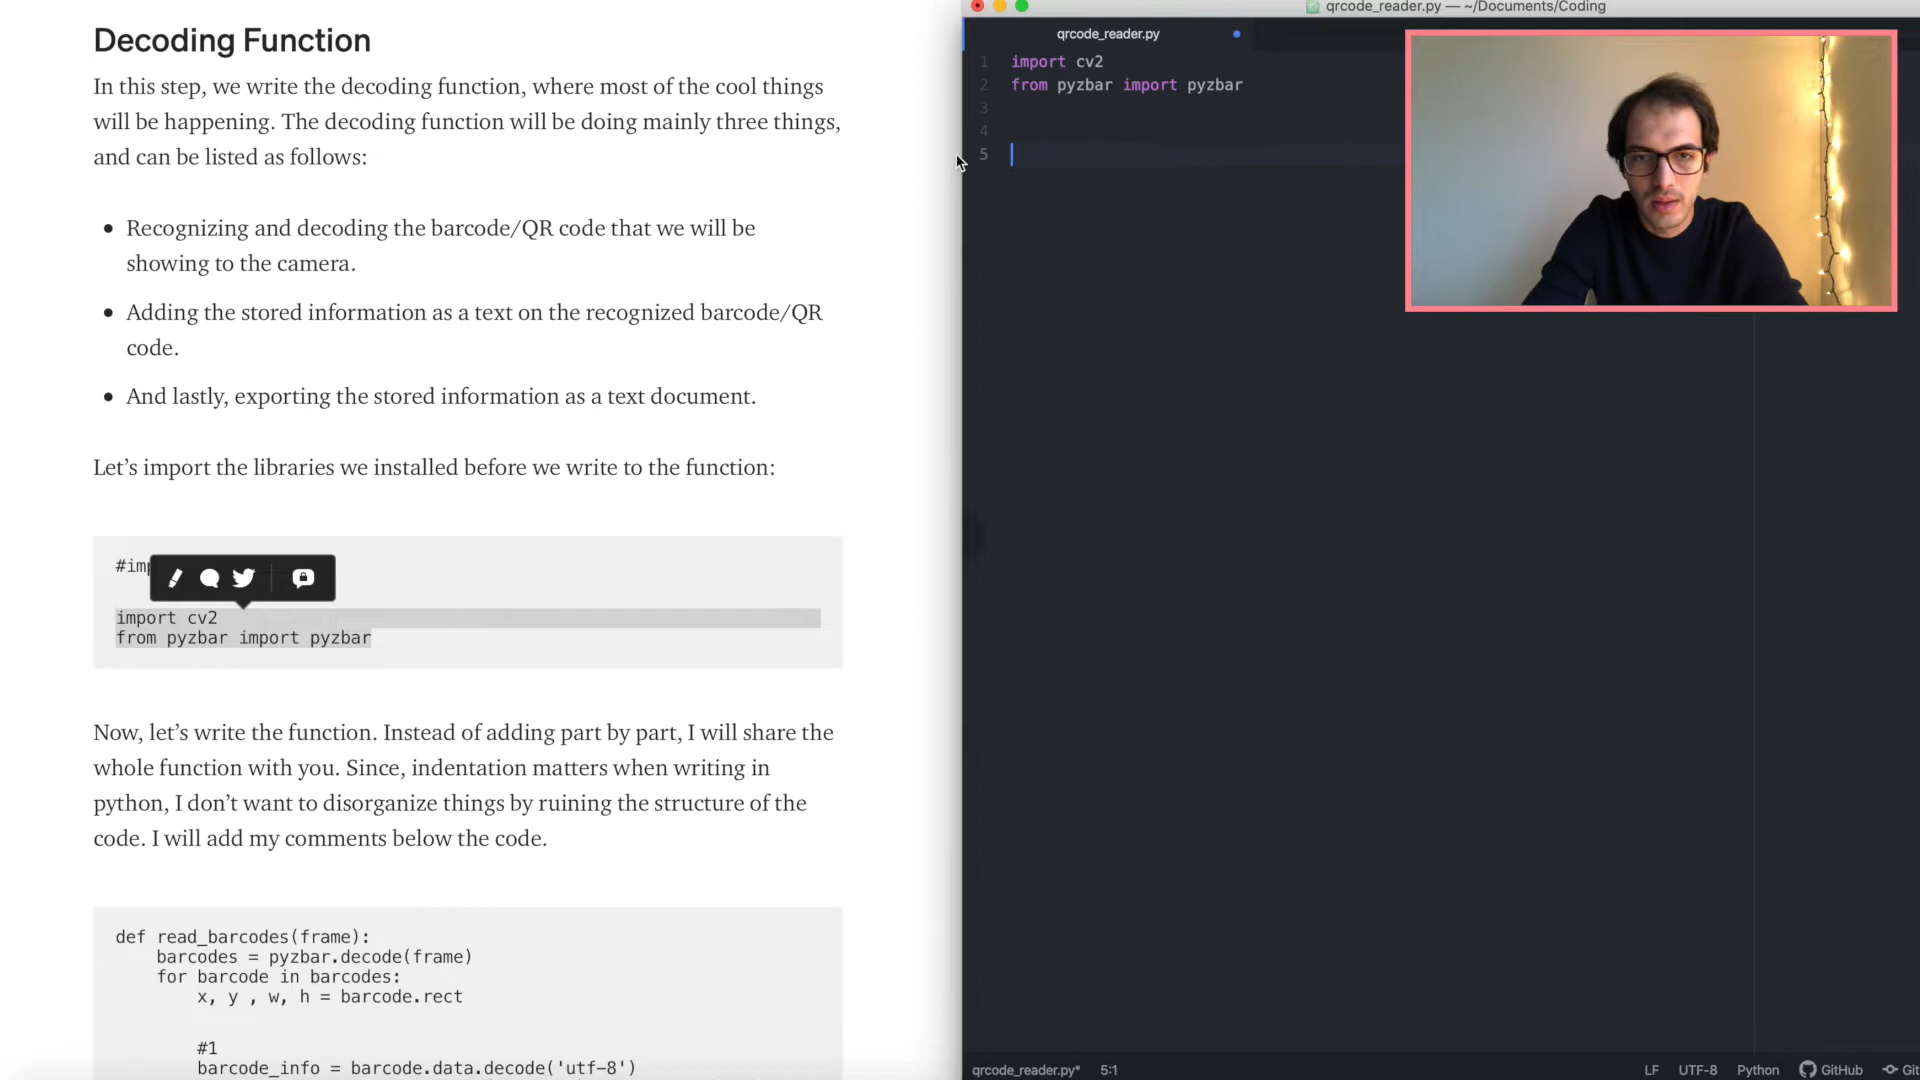 Decoding Function
In this step, we write the decoding function, where most of the cool things
will be happening. The decoding function will be doing mainly three things,
and can be listed as follows:
• Recognizing and decoding the barcode/QR code that we will be
showing to the camera.
• Adding the stored information as a text on the recognized barcode/QR
code.
• And lastly, exporting the stored information as a text document.
Let’s import the libraries we installed before we write to the function:
#imp
import cv2
from pyzbar import pyzbar
Now, let’s write the function. Instead of adding part by part, I will share the
whole function with you. Since, indentation matters when writing in
python, I don’t want to disorganize things by ruining the structure of the
code. I will add my comments below the code.
def read_barcodes(frame):
barcodes = pyzbar.decode(frame)
for barcode in barcodes:
x, y , w, h = barcode.rect
#1
barcode_info = barcode.data.decode('utf-8')
qrcode_reader.py — ~/Documents/Coding
qrcode_reader.py
1 import cv2
2 from pyzbar import pyzbar
3
4
5
qrcode_reader.py* 5:1 LF UTF-8 Python GitHub Git